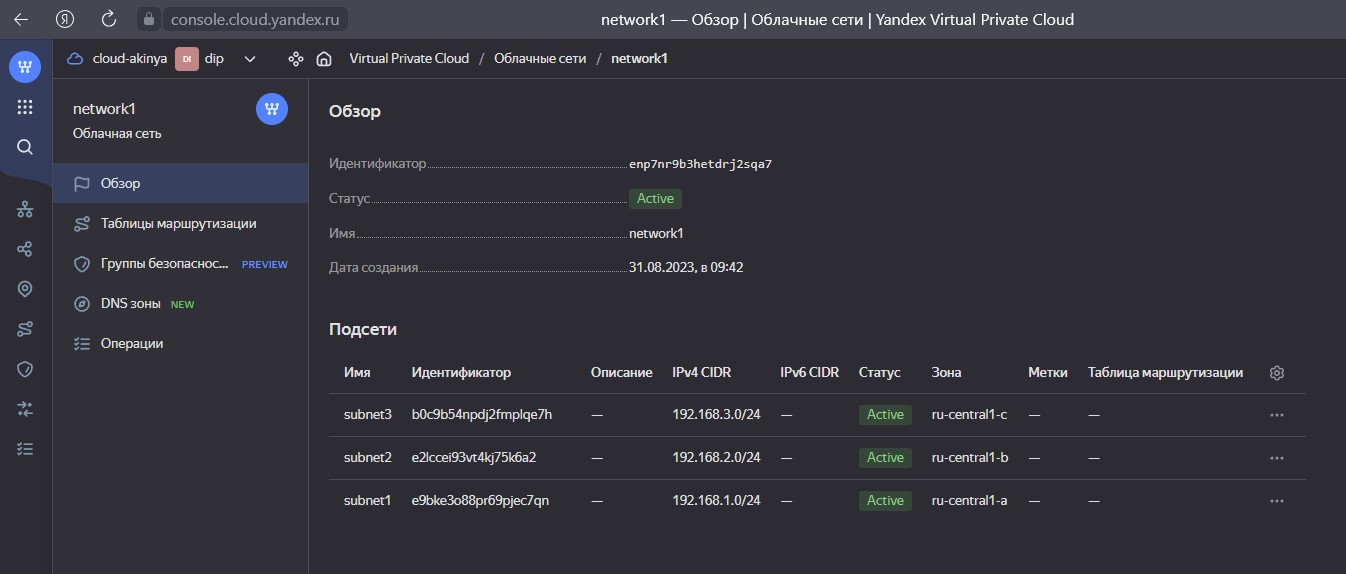 console.cloud.yandex.ru
network1 — Обзор | Облачные сети | Yandex Virtual Private Cloud
cloud-akinya DI dip Virtual Private Cloud / Облачные сети / network1
network1
Облачная сеть
Обзор
Таблицы маршрутизации
Группы безопаснос... PREVIEW
DNS зоны NEW
Операции
Обзор
Идентификатор enp7nr9b3hetdrj2sqa7
Статус Active
Имя network1
Дата создания 31.08.2023, в 09:42
Подсети
Имя Идентификатор Описание IPv4 CIDR IPv6 CIDR Статус Зона Метки Таблица маршрутизации
subnet3 b0c9b54npdj2fmplqe7h — 192.168.3.0/24 — Active ru-central1-c — —
subnet2 e2lccei93vt4kj75k6a2 — 192.168.2.0/24 — Active ru-central1-b — —
subnet1 e9bke3o88pr69pjec7qn — 192.168.1.0/24 — Active ru-central1-a — —